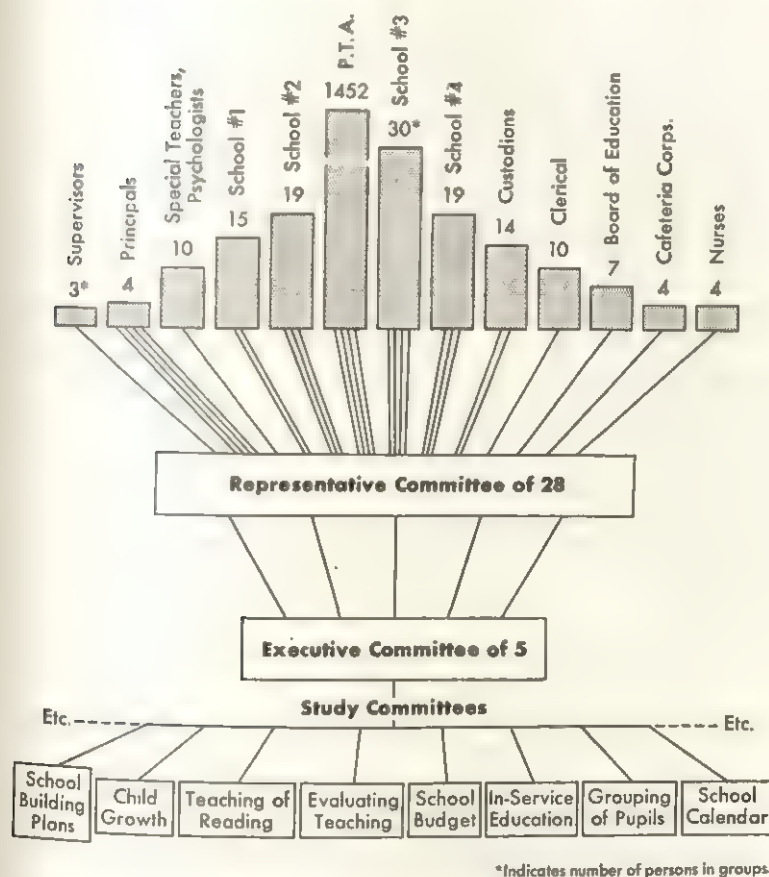 Supervisors
3*
Principals
4
Special Teachers,
Psychologists
10
School #1
15
School #2
19
P.T.A.
1452
School #3
30*
School #4
19
Custodians
14
Clerical
10
Board of Education
7
Cafeteria Corps.
4
Nurses
4
Representative Committee of 28
Executive Committee of 5
Study Committees
Etc.
Etc.
School
Building
Plans
Child
Growth
Teaching of
Reading
Evaluating
Teaching
School
Budget
In-Service
Education
Grouping
of Pupils
School
Calendar
*Indicates number of persons in groups.